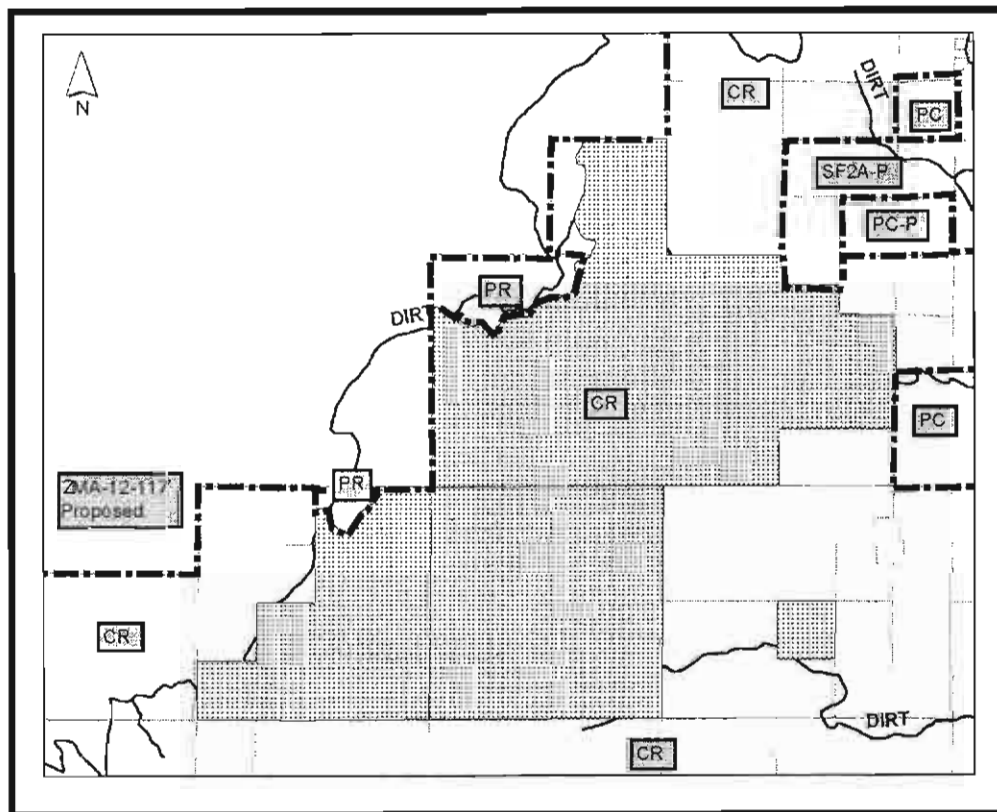 N
CR
DIRT
PC
SF2A-P
PC-P
PR
DIRT
CR
PC
PR
ZMA-12-117
Proposed
CR
DIRT
CR